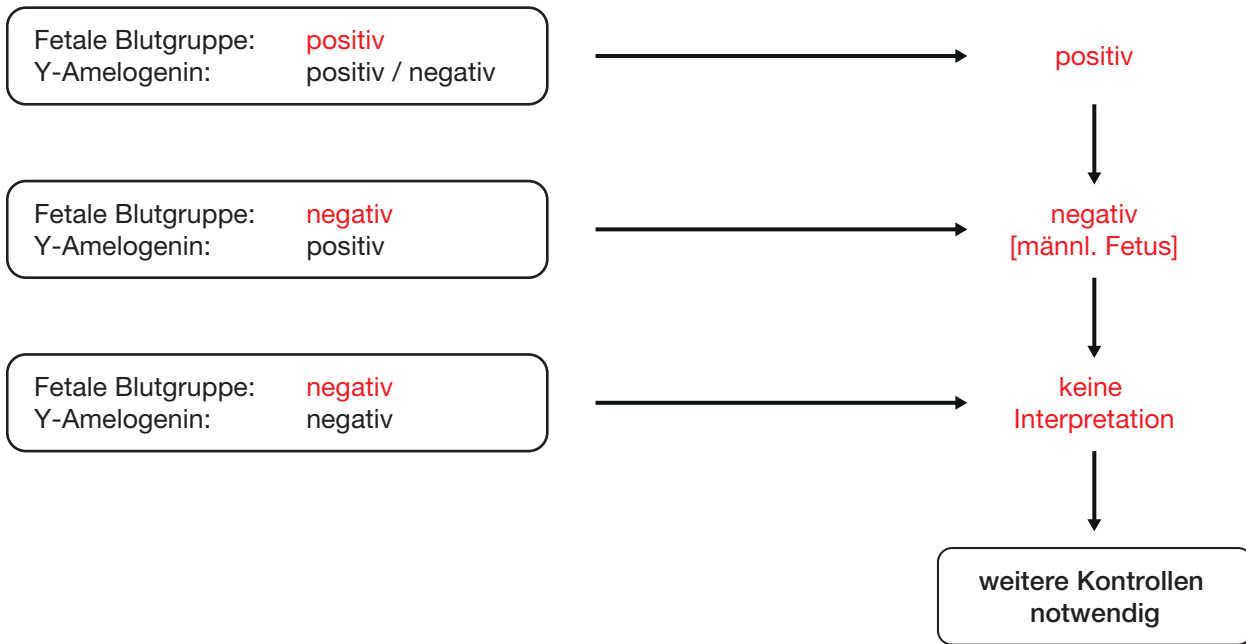 Fetale Blutgruppe: positiv
Y-Amelogenin: positiv / negativ
positiv
Fetale Blutgruppe: negativ
Y-Amelogenin: positiv
negativ
[männl. Fetus]
Fetale Blutgruppe: negativ
Y-Amelogenin: negativ
keine
Interpretation
weitere Kontrollen
notwendig